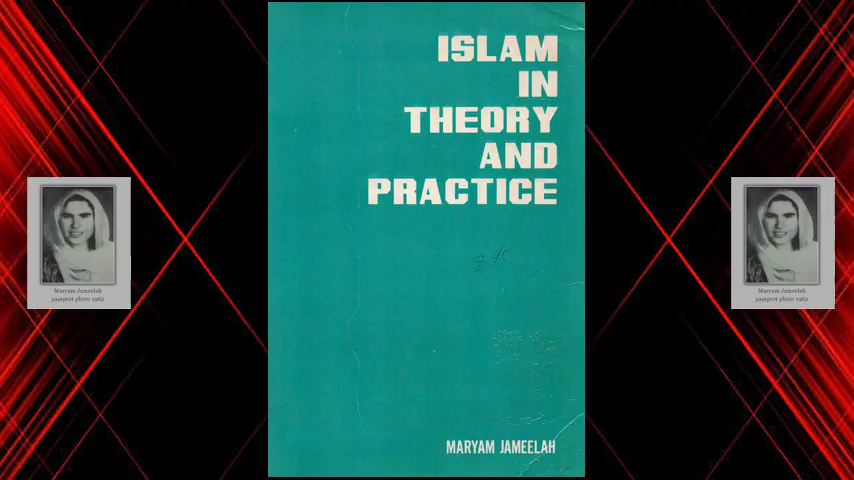 ISLAM
IN
THEORY
AND
PRACTICE
MARYAM JAMEELAH
Maryam Jameelah
passport photo 1962
Maryam Jameelah
passport photo 1962